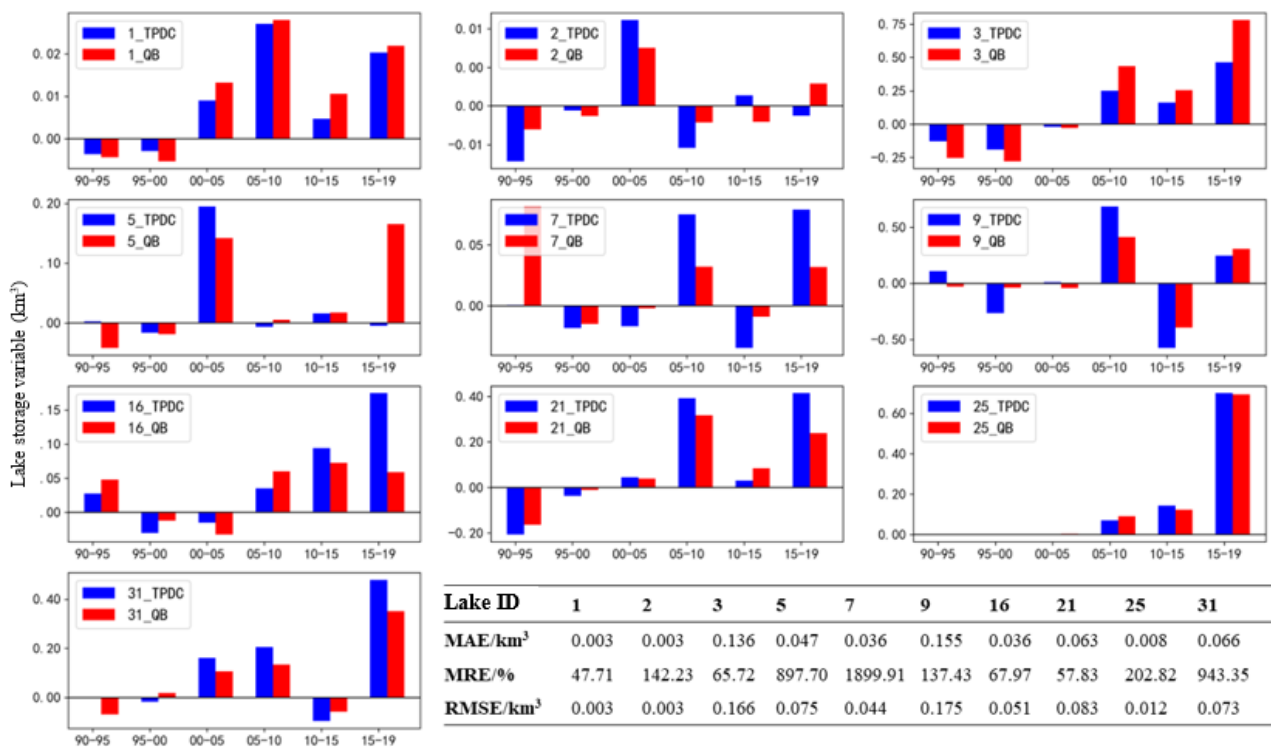 Lake storage variable (km³)
1_TPDC
1_QB
0.02
0.01
0.00
90-95 95-00 00-05 05-10 10-15 15-19
2_TPDC
2_QB
0.01
0.00
0.00
-0.01
90-95 95-00 00-05 05-10 10-15 15-19
3_TPDC
3_QB
0.75
0.50
0.25
0.00
-0.25
90-95 95-00 00-05 05-10 10-15 15-19
5_TPDC
5_QB
0.20
.10
.00
90-95 95-00 00-05 05-10 10-15 15-19
7_TPDC
7_QB
0.05
0.00
90-95 95-00 00-05 05-10 10-15 15-19
9_TPDC
9_QB
0.50
0.00
-0.50
90-95 95-00 00-05 05-10 10-15 15-19
16_TPDC
16_QB
.15
.10
.05
.00
90-95 95-00 00-05 05-10 10-15 15-19
21_TPDC
21_QB
0.40
0.20
0.00
-0.20
90-95 95-00 00-05 05-10 10-15 15-19
25_TPDC
25_QB
0.60
0.40
0.20
0.00
90-95 95-00 00-05 05-10 10-15 15-19
31_TPDC
31_QB
0.40
0.20
0.00
90-95 95-00 00-05 05-10 10-15 15-19
Lake ID 1 2 3 5 7 9 16 21 25 31
MAE/km³ 0.003 0.003 0.136 0.047 0.036 0.155 0.036 0.063 0.008 0.066
MRE/% 47.71 142.23 65.72 897.70 1899.91 137.43 67.97 57.83 202.82 943.35
RMSE/km³ 0.003 0.003 0.166 0.075 0.044 0.175 0.051 0.083 0.012 0.073